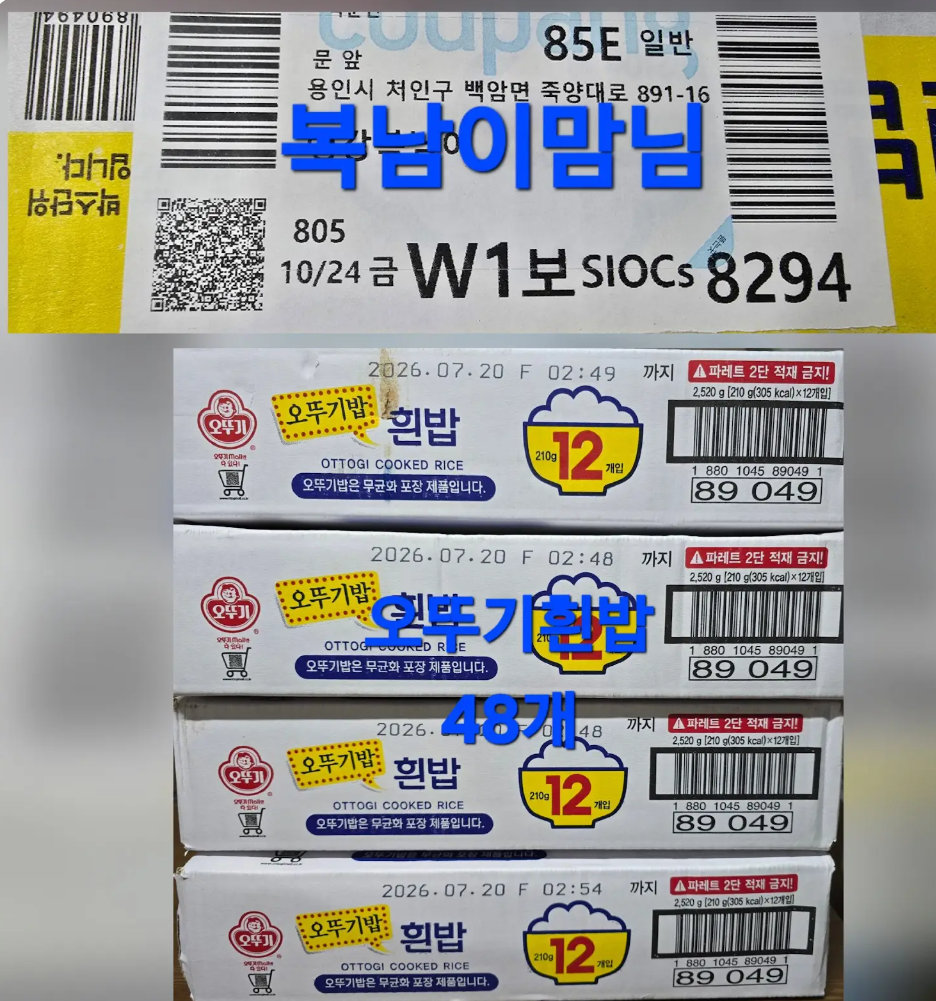 coupang
85E 일반
문 앞
용인시 처인구 백암면 죽양대로 891-16
복남이맘님
입니다.
박스단위
805
10/24 금 W1보 SIOCs 8294
2026.07.20 F 02:49 까지
파레트 2단 적재 금지!
2,520 g [210 g(305 kcal)×12개입]
오뚜기
오뚜기밥 흰밥
210g 12 개입
OTTOGI COOKED RICE
오뚜기밥은 무균화 포장 제품입니다.
1 880 1045 89049 1
89 049
2026.07.20 F 02:48 까지
파레트 2단 적재 금지!
2,520 g [210 g(305 kcal)×12개입]
오뚜기
오뚜기밥
오뚜기흰밥
OTTOGI COOKED RICE
오뚜기밥은 무균화 포장 제품입니다.
1 880 1045 89049 1
89 049
48개
2026. 48 까지
파레트 2단 적재 금지!
2,520 g [210 g(305 kcal)×12개입]
오뚜기
오뚜기밥 흰밥
210g 12 개입
OTTOGI COOKED RICE
오뚜기밥은 무균화 포장 제품입니다.
1 880 1045 89049 1
89 049
2026.07.20 F 02:54 까지
파레트 2단 적재 금지!
2,520 g [210 g(305 kcal)×12개입]
오뚜기
오뚜기밥 흰밥
210g 12 개입
OTTOGI COOKED RICE
오뚜기밥은 무균화 포장 제품입니다.
1 880 1045 89049 1
89 049